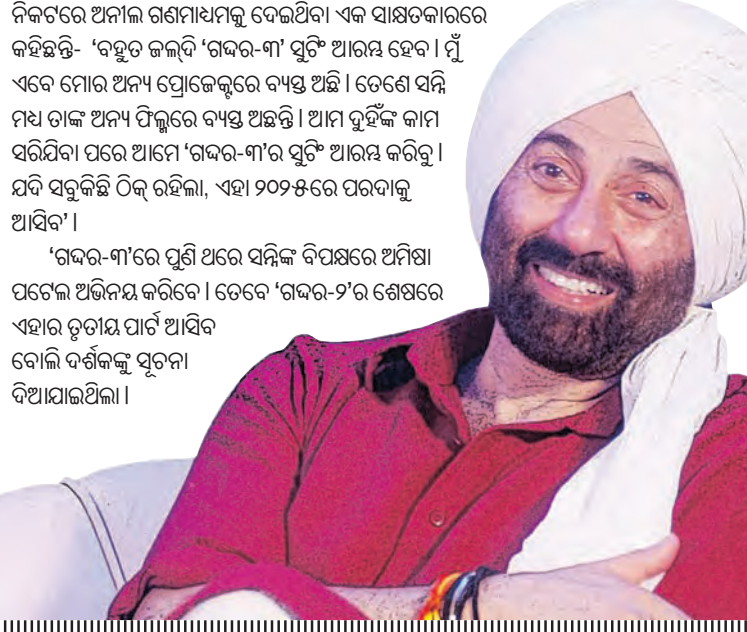 ନିକଟରେ ଅନୀଲ ଗଣମାଧ୍ୟମକୁ ଦେଇଥିବା ଏକ ସାକ୍ଷାତକାରରେ
କହିଛନ୍ତି- ‘ବହୁତ ଜଲ୍‌ଦି ‘ଗଦ୍ଦର-୩’ ସୁଟିଂ ଆରମ୍ଭ ହେବ । ମୁଁ
ଏବେ ମୋର ଅନ୍ୟ ପ୍ରୋଜେକ୍ଟରେ ବ୍ୟସ୍ତ ଅଛି । ତେଣେ ସନ୍ନି
ମଧ୍ୟ ତାଙ୍କ ଅନ୍ୟ ଫିଲ୍ମରେ ବ୍ୟସ୍ତ ଅଛନ୍ତି । ଆମ ଦୁହିଁଙ୍କ କାମ
ସରିଯିବା ପରେ ଆମେ ‘ଗଦ୍ଦର-୩’ର ସୁଟିଂ ଆରମ୍ଭ କରିବୁ ।
ଯଦି ସବୁକିଛି ଠିକ୍ ରହିଲା, ଏହା ୨୦୨୫ରେ ପରଦାକୁ
ଆସିବ’ ।
‘ଗଦ୍ଦର-୩’ରେ ପୁଣି ଥରେ ସନ୍ନିଙ୍କ ବିପକ୍ଷରେ ଅମିଷା
ପଟେଲ ଅଭିନୟ କରିବେ । ତେବେ ‘ଗଦ୍ଦର-୨’ର ଶେଷରେ
ଏହାର ତୃତୀୟ ପାର୍ଟ ଆସିବ
ବୋଲି ଦର୍ଶକଙ୍କୁ ସୂଚନା
ଦିଆଯାଇଥିଲା ।